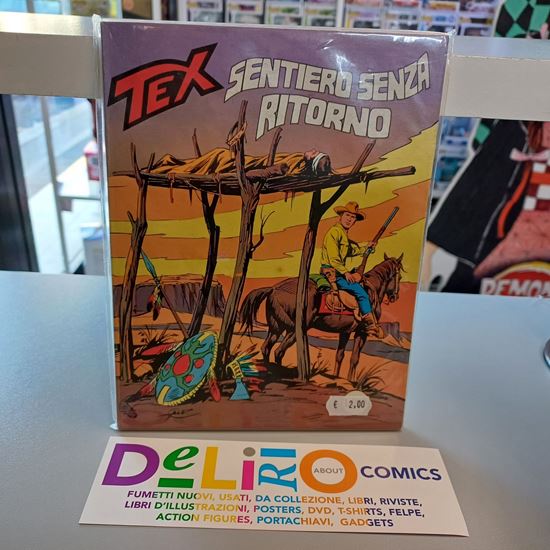 TEX
SENTIERO SENZA
RITORNO
€ 2,00
DeLiRiO ABOUT COMICS
FUMETTI NUOVI, USATI, DA COLLEZIONE, LIBRI, RIVISTE,
LIBRI D'ILLUSTRAZIONI, POSTERS, DVD, T-SHIRTS, FELPE,
ACTION FIGURES, PORTACHIAVI, GADGETS